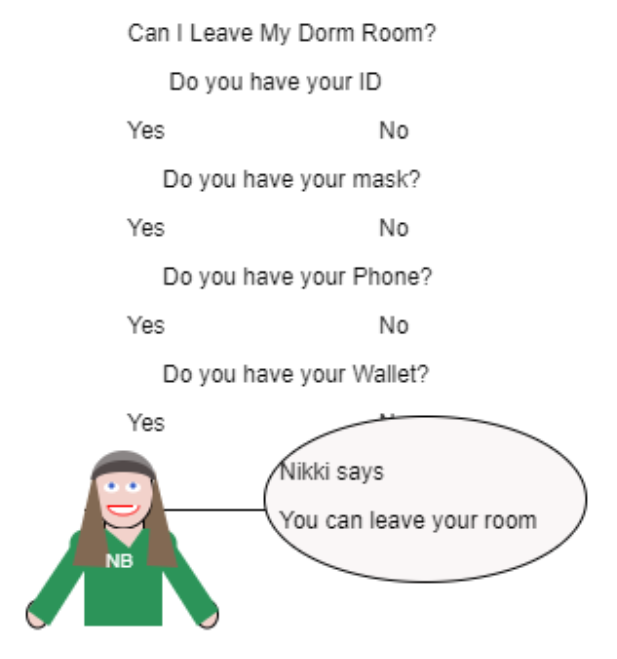 Can I Leave My Dorm Room?
Do you have your ID
Yes No
Do you have your mask?
Yes No
Do you have your Phone?
Yes No
Do you have your Wallet?
Yes
Nikki says
You can leave your room
NB